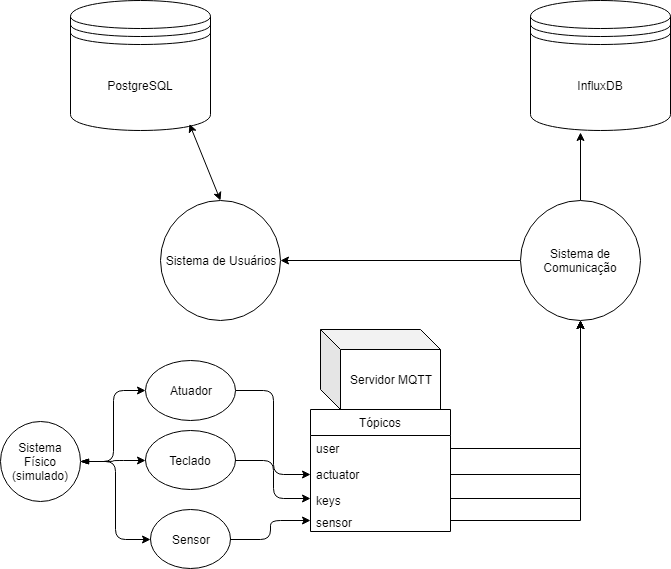 PostgreSQL
InfluxDB
Sistema de Usuários
Sistema de
Comunicação
Servidor MQTT
Tópicos
user
actuator
keys
sensor
Atuador
Teclado
Sensor
Sistema
Físico
(simulado)